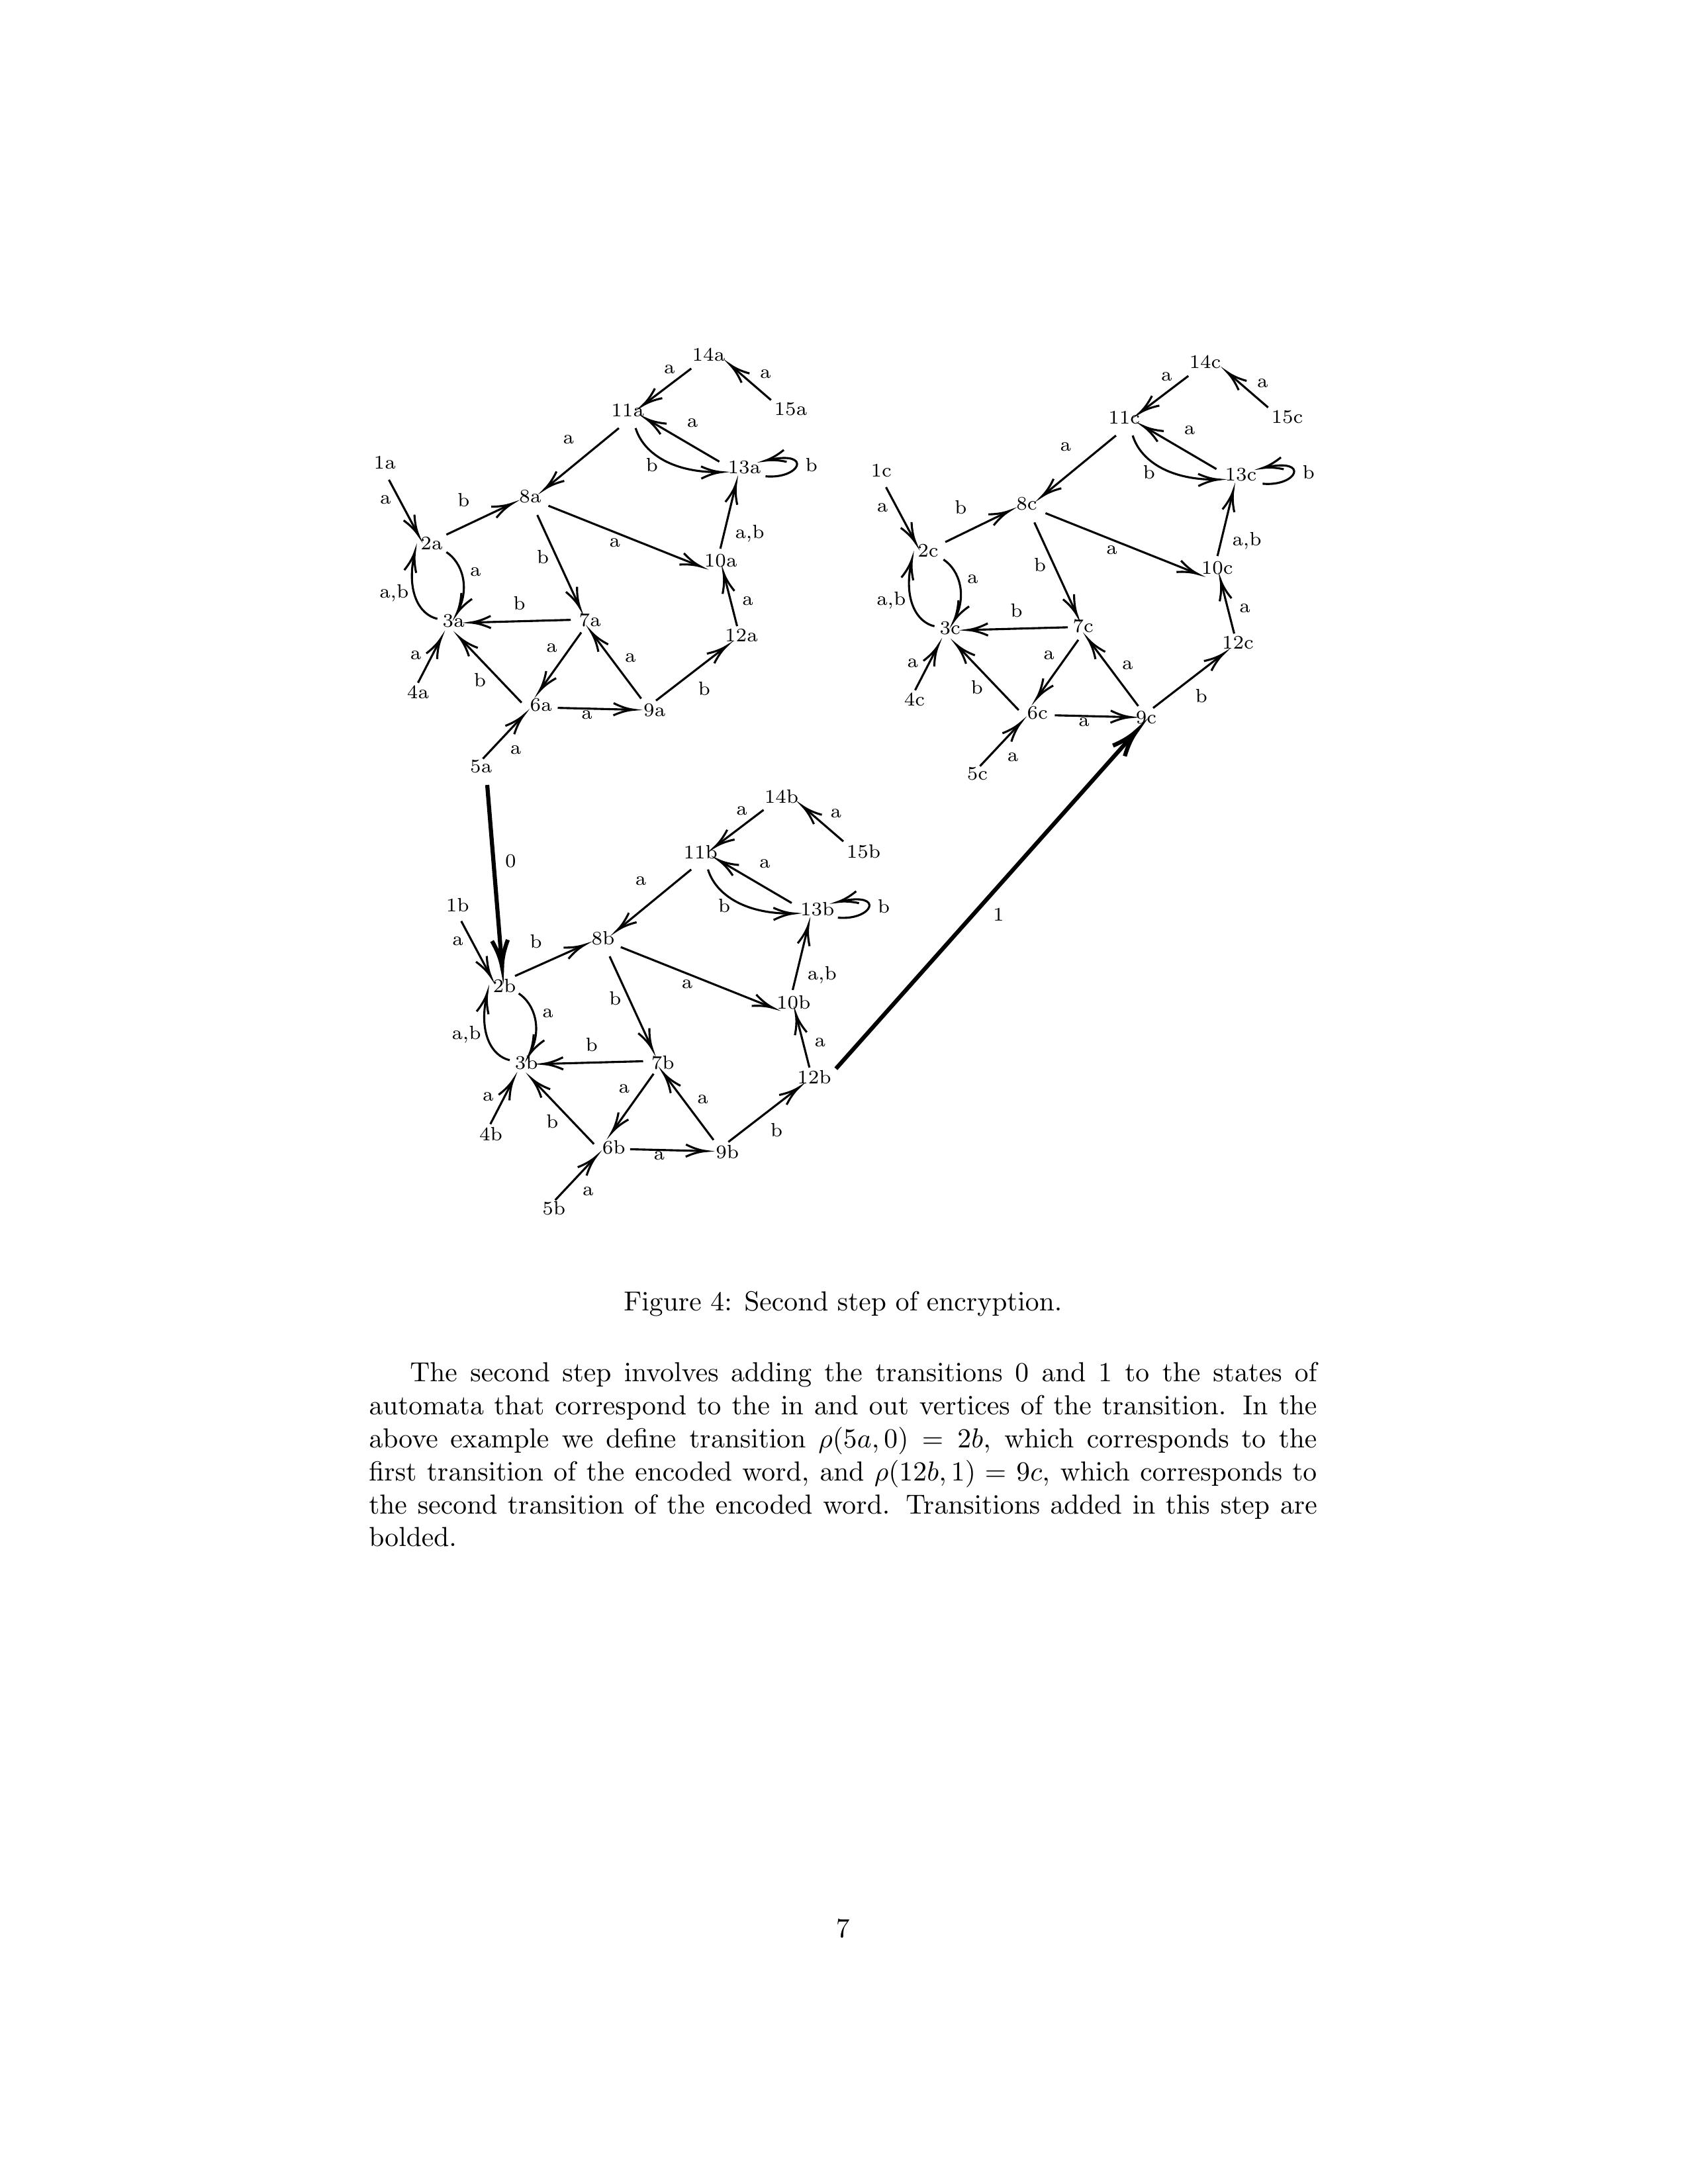 14a
a
a
15a
11a
a
a
b
13a
b
1a
a
b
8a
a
2a
a
b
a
a,b
10a
a,b
3a
b
7a
a
12a
a
4a
b
a
a
b
6a
a
9a
a
5a
14c
a
a
15c
11c
a
a
b
13c
b
1c
a
b
8c
a
2c
a
b
a
a,b
10c
a,b
3c
b
7c
a
12c
a
4c
b
a
a
b
6c
a
9c
a
5c
0
1
14b
a
a
15b
11b
a
a
b
13b
b
1b
a
b
8b
a
2b
a
b
a
a,b
10b
a,b
3b
b
7b
a
12b
a
4b
b
a
a
b
6b
a
9b
a
5b
Figure 4: Second step of encryption.
The second step involves adding the transitions 0 and 1 to the states of
automata that correspond to the in and out vertices of the transition. In the
above example we define transition ρ(5a, 0) = 2b, which corresponds to the
first transition of the encoded word, and ρ(12b, 1) = 9c, which corresponds to
the second transition of the encoded word. Transitions added in this step are
bolded.
7